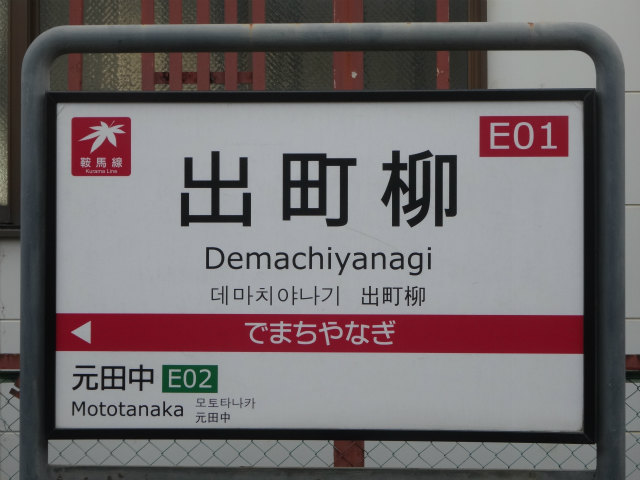 鞍馬線
Kurama Line
E01
出町柳
Demachiyanagi
데마치야나기 出町柳
でまちやなぎ
元田中 E02
Mototanaka 모토타나카
元田中